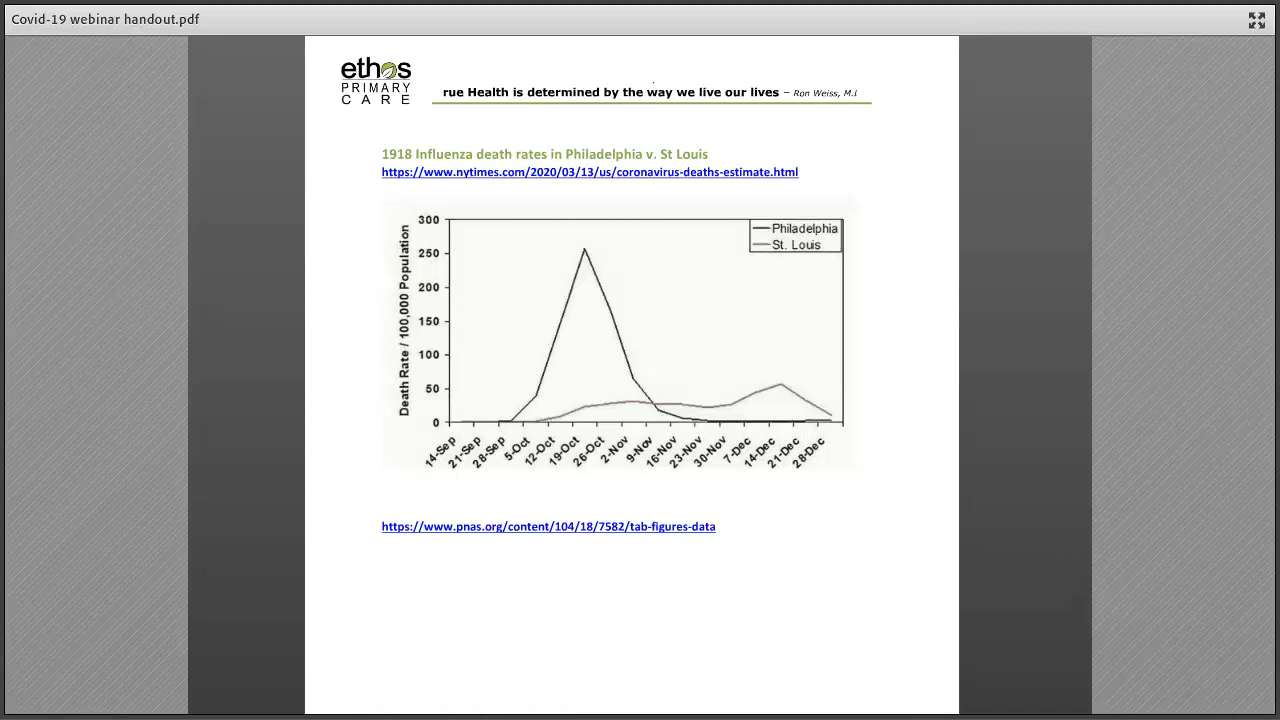 Covid-19 webinar handout.pdf
ethos
PRIMARY
CARE
rue Health is determined by the way we live our lives – Ron Weiss, M.
1918 Influenza death rates in Philadelphia v. St Louis
https://www.nytimes.com/2020/03/13/us/coronavirus-deaths-estimate.html
Death Rate / 100,000 Population
300
250
200
150
100
50
0
Philadelphia
St. Louis
14-Sep
21-Sep
28-Sep
5-Oct
12-Oct
19-Oct
26-Oct
2-Nov
9-Nov
16-Nov
23-Nov
30-Nov
7-Dec
14-Dec
21-Dec
28-Dec
https://www.pnas.org/content/104/18/7582/tab-figures-data